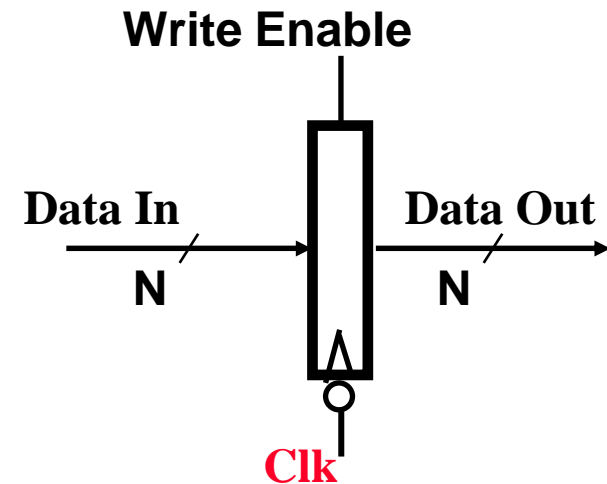 Write Enable
Data In
Data Out
N
N
Clk